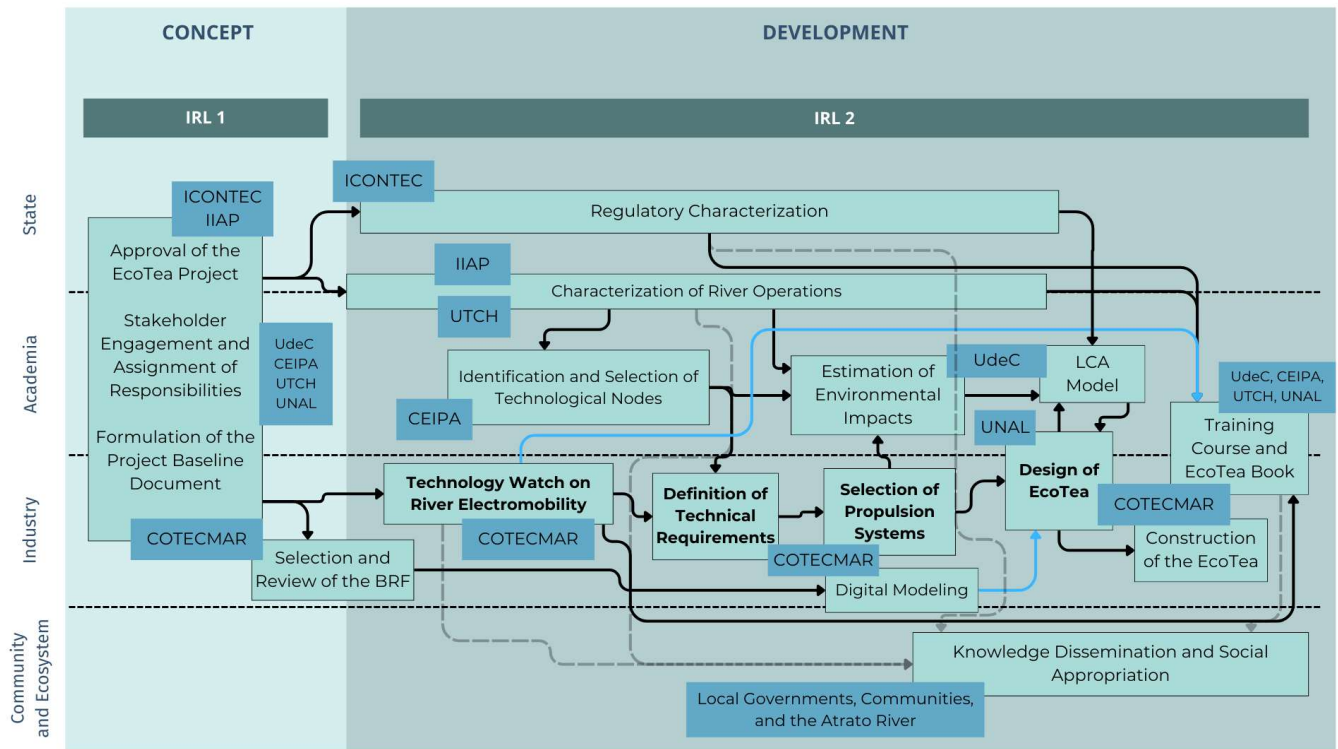 CONCEPT
DEVELOPMENT
IRL 1
IRL 2
State
Academia
Industry
Community
and Ecosystem
ICONTEC
IIAP
Approval of the
EcoTea Project
Stakeholder
Engagement and
Assignment of
Responsibilities
Formulation of the
Project Baseline
Document
UdeC
CEIPA
UTCH
UNAL
COTECMAR
Selection and
Review of the BRF
ICONTEC
Regulatory Characterization
IIAP
Characterization of River Operations
UTCH
Identification and Selection of
Technological Nodes
CEIPA
Estimation of
Environmental
Impacts
UdeC
LCA
Model
UdeC, CEIPA,
UTCH, UNAL
Training
Course and
EcoTea Book
UNAL
Technology Watch on
River Electromobility
COTECMAR
Definition of
Technical
Requirements
Selection of
Propulsion
Systems
COTECMAR
Design of
EcoTea
COTECMAR
Construction
of the EcoTea
Digital Modeling
Knowledge Dissemination and Social
Appropriation
Local Governments, Communities,
and the Atrato River